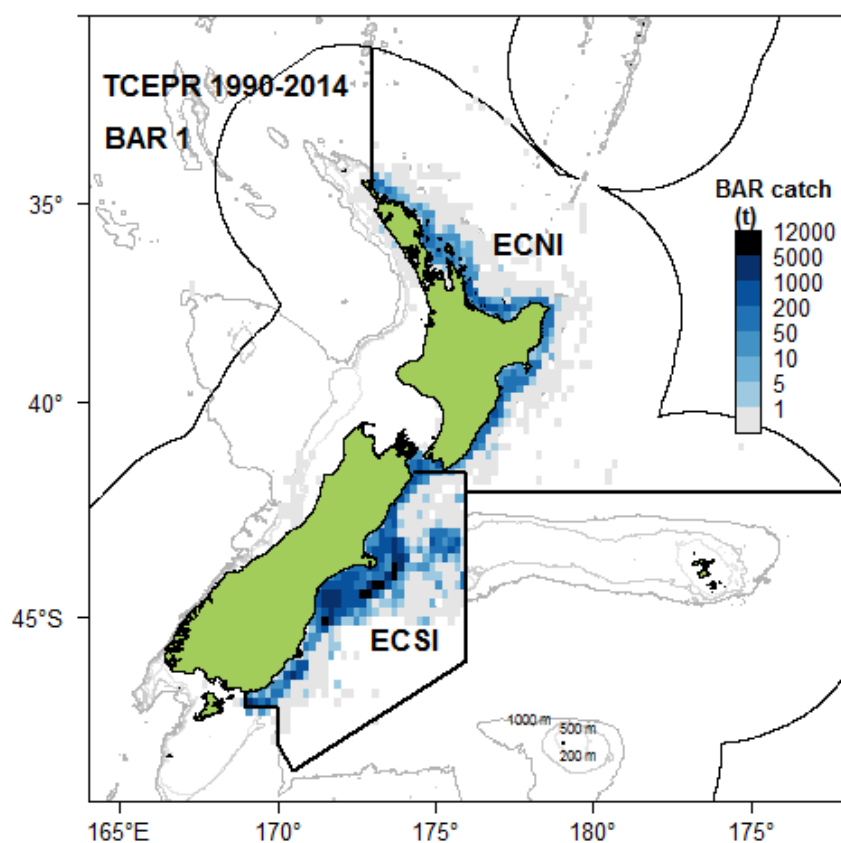 TCEPR 1990-2014
BAR 1
35°
40°
45°S
ECNI
ECSI
BAR catch
(t)
12000
5000
1000
200
50
10
5
1
1000 m
500 m
200 m
165°E
170°
175°
180°
175°